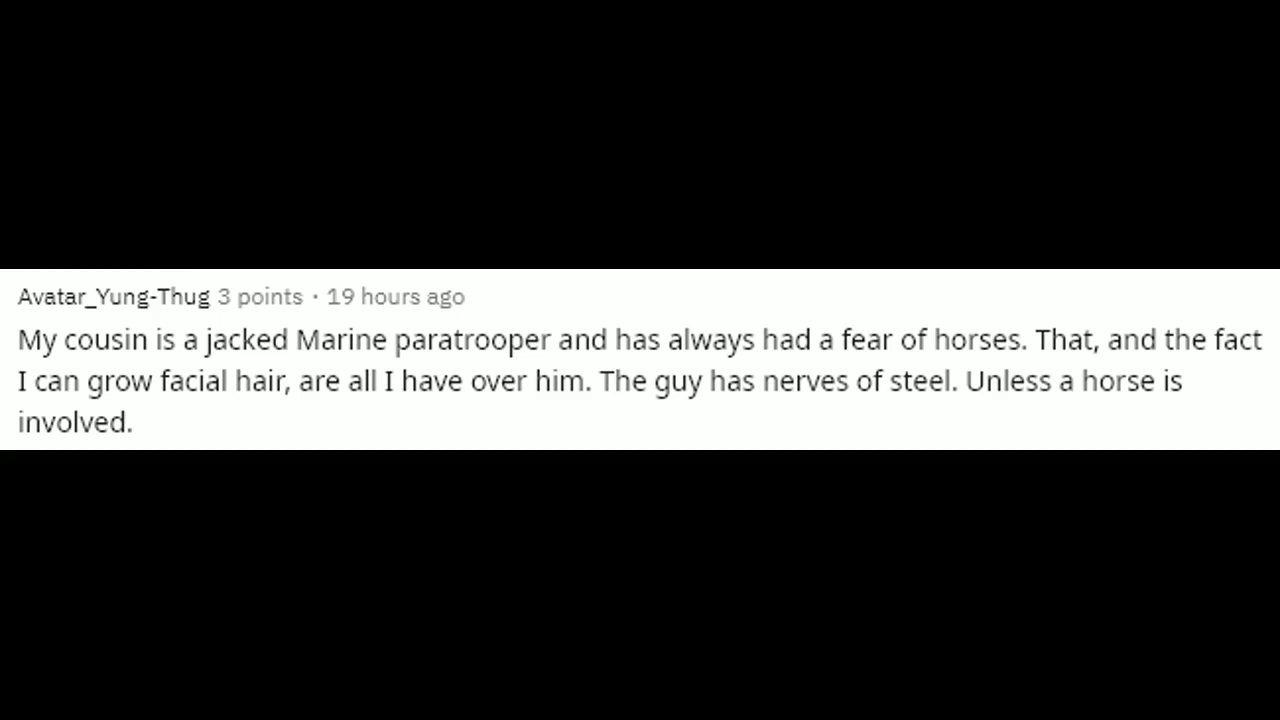 Avatar_Yung-Thug 3 points · 19 hours ago
My cousin is a jacked Marine paratrooper and has always had a fear of horses. That, and the fact
I can grow facial hair, are all I have over him. The guy has nerves of steel. Unless a horse is
involved.